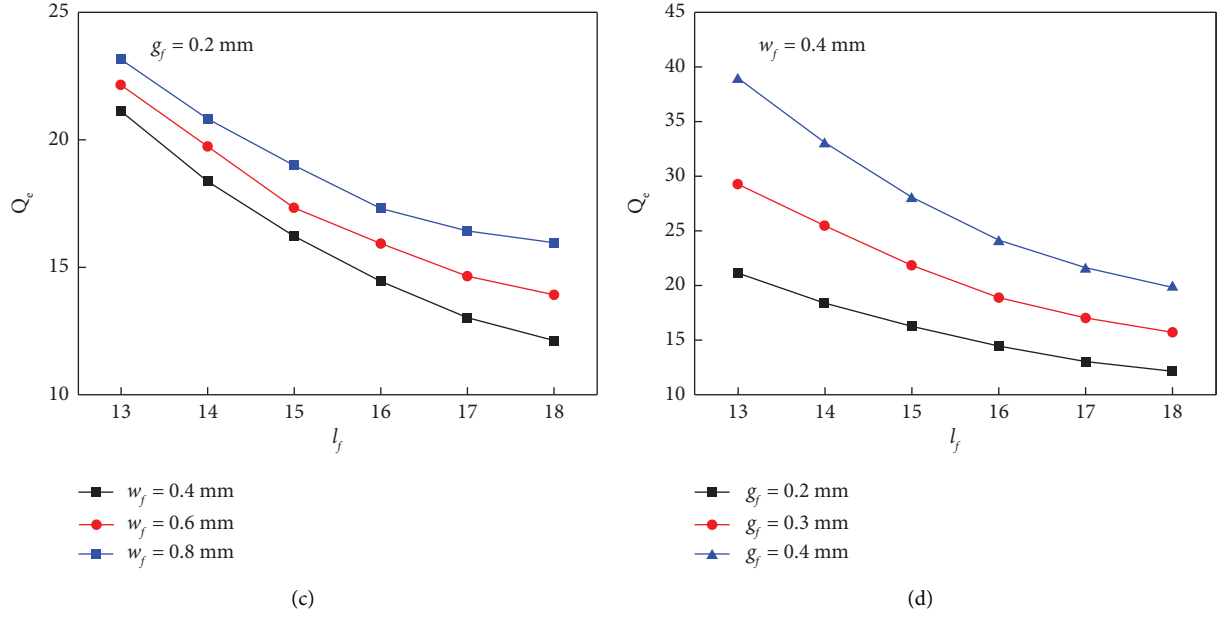 25
20
15
10
Q_e
g_f = 0.2 mm
13 14 15 16 17 18
l_f
w_f = 0.4 mm
w_f = 0.6 mm
w_f = 0.8 mm
(c)
45
40
35
30
25
20
15
10
Q_e
w_f = 0.4 mm
13 14 15 16 17 18
l_f
g_f = 0.2 mm
g_f = 0.3 mm
g_f = 0.4 mm
(d)